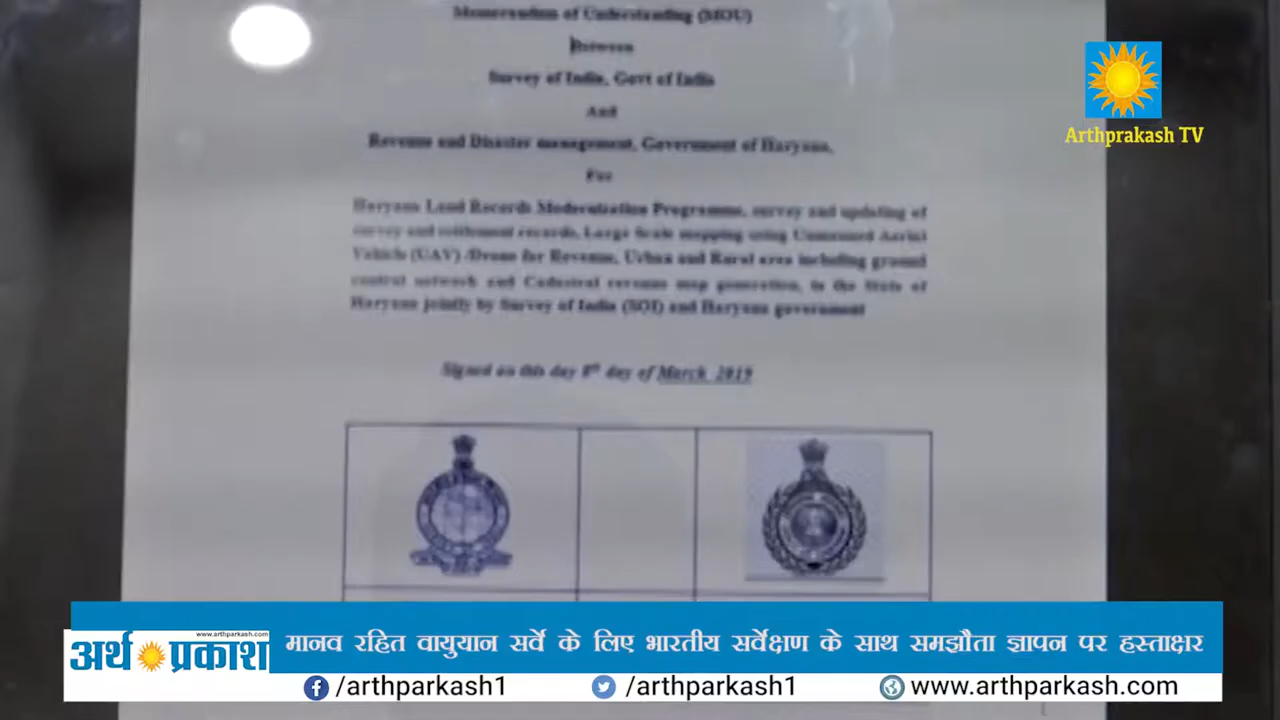 Memorandum of Understanding (MOU)
Between
Survey of India, Govt of India
And
Revenue and Disaster management, Government of Haryana,
For
Haryana Land Records Modernization Programme, survey and updating of
survey and settlement records, Large Scale mapping using Unmanned Aerial
Vehicle (UAV) /Drone for Revenue, Urban and Rural area including ground
control network and Cadastral revenue map generation, in the State of
Haryana jointly by Survey of India (SOI) and Haryana government
Signed on this day 8th day of March 2019
Arthprakash TV
www.arthparkash.com
अर्थ प्रकाश
मानव रहित वायुयान सर्वे के लिए भारतीय सर्वेक्षण के साथ समझौता ज्ञापन पर हस्ताक्षर
/arthparkash1
/arthparkash1
www.arthparkash.com